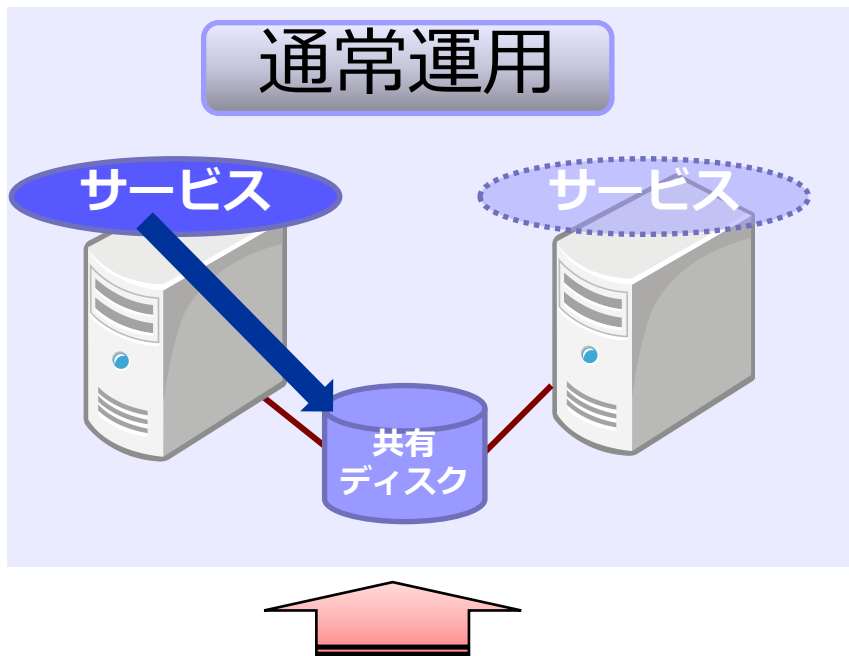 通常運用
サービス
サービス
共有
ディスク